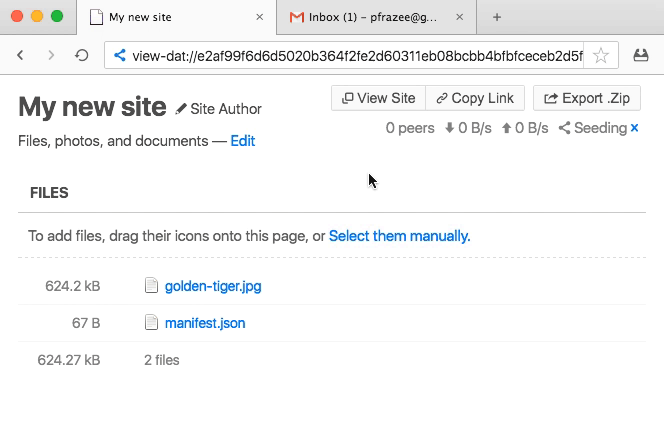 My new site × Inbox (1) – pfrazee@g... × +
view-dat://e2af99f6d6d5020b364f2fe2d60311eb08bcbb4bfbfceceb2d5f
My new site Site Author View Site Copy Link Export .Zip
0 peers 0 B/s 0 B/s Seeding ×
Files, photos, and documents — Edit
FILES
To add files, drag their icons onto this page, or Select them manually.
624.2 kB golden-tiger.jpg
67 B manifest.json
624.27 kB 2 files